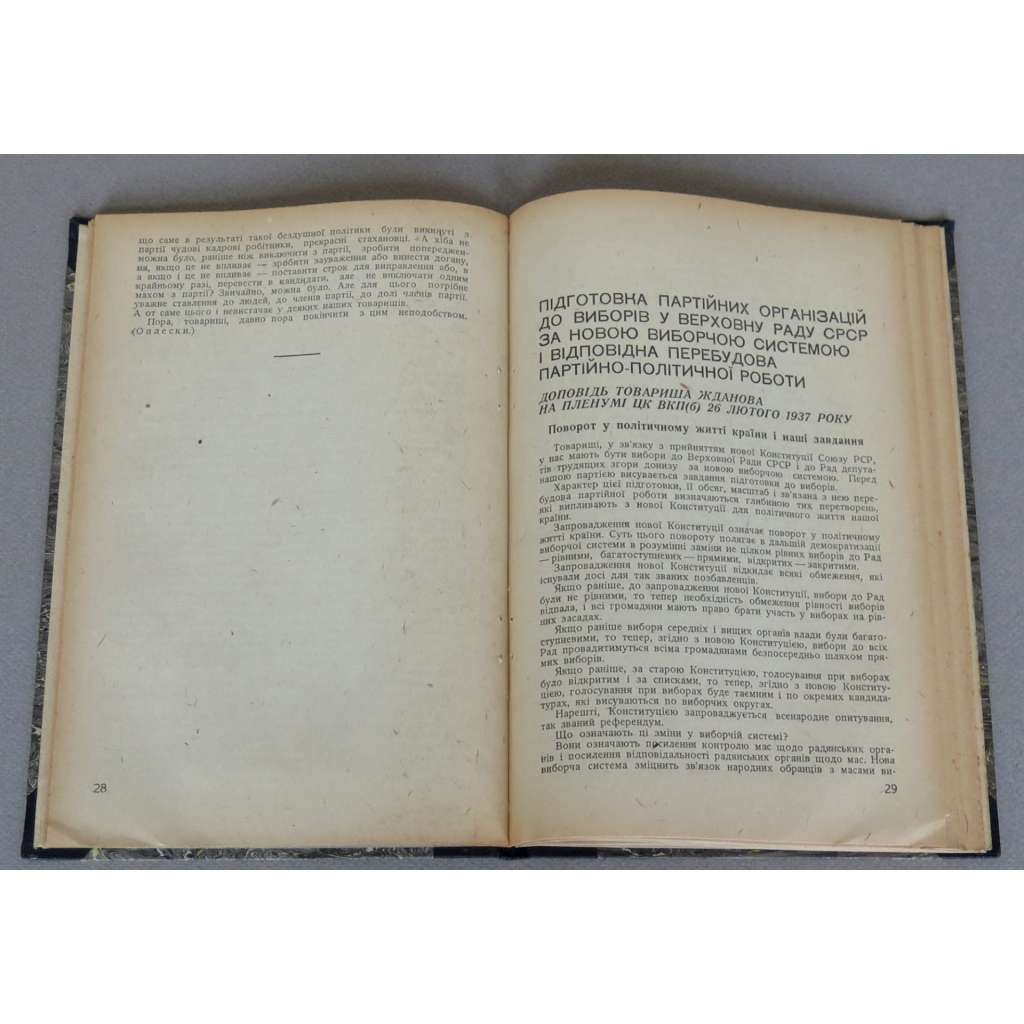 що саме в результаті такої бездушної політики були викинуті з
партії чудові кадрові робітники, прекрасні стахановці. «А хіба не
можна було, раніше ніж виключити з партії, зробити попереджен-
ня, якщо це не впливає — зробити зауваження або винести догану,
а якщо і це не впливає — поставити строк для виправлення або, в
крайньому разі, перевести в кандидати, але не виключати одним
махом з партії? Звичайно, можна було. Але для цього потрібне
уважне ставлення до людей, до членів партії, до долі членів партії.
А от саме цього і невистачає у деяких наших товаришів.
Пора, товариші, давно пора покінчити з цим неподобством.
(Оплески.)
28
ПІДГОТОВКА ПАРТІЙНИХ ОРГАНІЗАЦІЙ
ДО ВИБОРІВ У ВЕРХОВНУ РАДУ СРСР
ЗА НОВОЮ ВИБОРЧОЮ СИСТЕМОЮ
І ВІДПОВІДНА ПЕРЕБУДОВА
ПАРТІЙНО-ПОЛІТИЧНОЇ РОБОТИ
ДОПОВІДЬ ТОВАРИША ЖДАНОВА
НА ПЛЕНУМІ ЦК ВКП(б) 26 ЛЮТОГО 1937 РОКУ
Поворот у політичному житті країни і наші завдання
Товариші, у зв'язку з прийняттям нової Конституції Союзу РСР,
у нас мають бути вибори до Верховної Ради СРСР і до Рад депута-
тів трудящих згори донизу за новою виборчою системою. Перед
нашою партією висувається завдання підготовки до виборів.
Характер цієї підготовки, її обсяг, масштаб і зв'язана з нею пере-
будова партійної роботи визначаються глибиною тих перетворень,
які випливають з нової Конституції для політичного життя нашої
країни.
Запровадження нової Конституції означає поворот у політичному
житті країни. Суть цього повороту полягає в дальшій демократизації
виборчої системи в розумінні заміни не цілком рівних виборів до Рад
— рівними, багатоступневих — прямими, відкритих — закритими.
Запровадження нової Конституції відкидає всякі обмеження, які
існували досі для так званих позбавленців.
Якщо раніше, до запровадження нової Конституції, вибори до Рад
були не рівними, то тепер необхідність обмеження рівності виборів
відпала, і всі громадяни мають право брати участь у виборах на рів-
них засадах.
Якщо раніше вибори середніх і вищих органів влади були багато-
ступневими, то тепер, згідно з новою Конституцією, вибори до всіх
Рад провадитимуться всіма громадянами безпосередньо шляхом пря-
мих виборів.
Якщо раніше, за старою Конституцією, голосування при виборах
було відкритим і за списками, то тепер, згідно з новою Конститу-
цією, голосування при виборах буде таємним і по окремих кандида-
турах, які висуваються по виборчих округах.
Нарешті, Конституцією запроваджується всенародне опитування,
так званий референдум.
Що означають ці зміни у виборчій системі?
Вони означають посилення контролю мас щодо радянських орга-
нів і посилення відповідальності радянських органів щодо мас. Нова
виборча система зміцнить зв'язок народних обранців з масами ви-
29